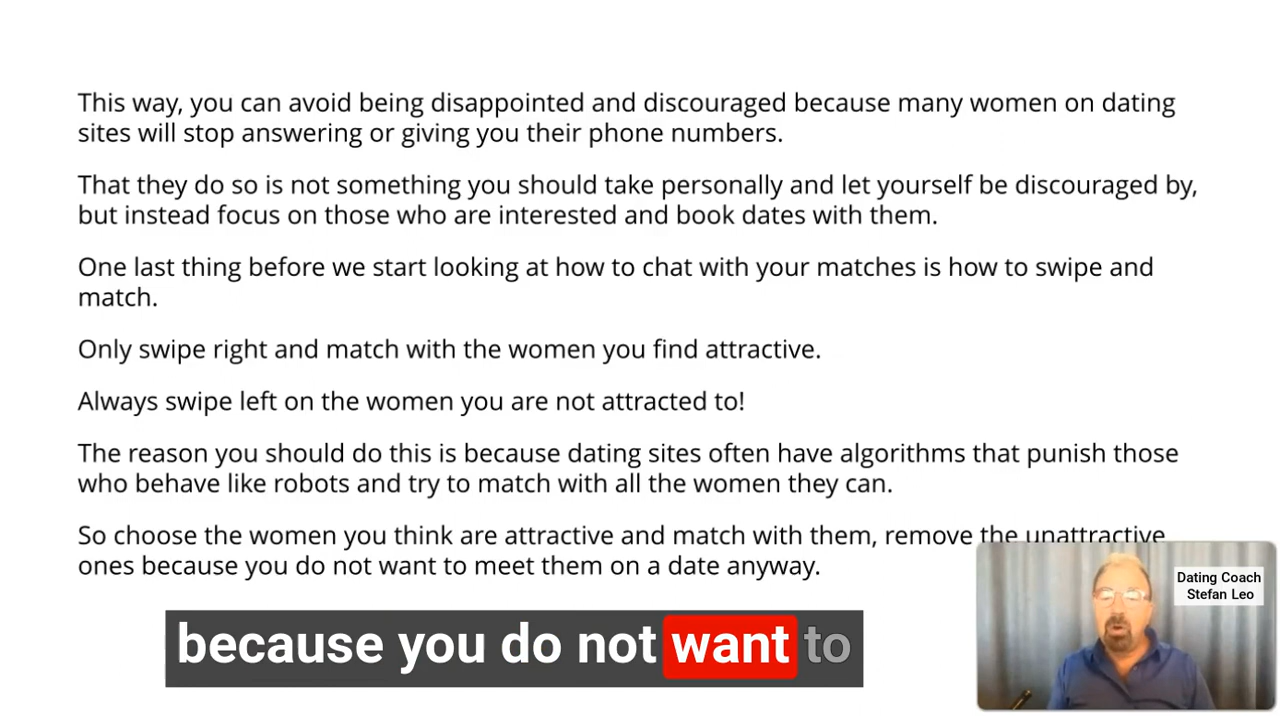 This way, you can avoid being disappointed and discouraged because many women on dating
sites will stop answering or giving you their phone numbers.
That they do so is not something you should take personally and let yourself be discouraged by,
but instead focus on those who are interested and book dates with them.
One last thing before we start looking at how to chat with your matches is how to swipe and
match.
Only swipe right and match with the women you find attractive.
Always swipe left on the women you are not attracted to!
The reason you should do this is because dating sites often have algorithms that punish those
who behave like robots and try to match with all the women they can.
So choose the women you think are attractive and match with them, remove the unattractive
ones because you do not want to meet them on a date anyway.
Dating Coach
Stefan Leo
because you do not want to